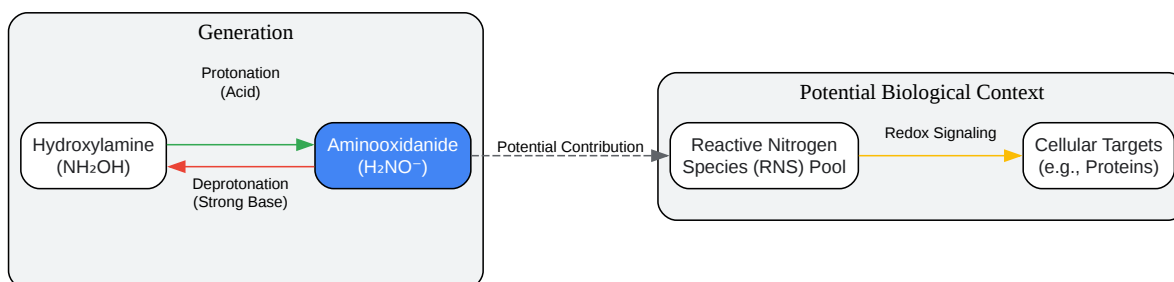 Generation
Protonation
(Acid)
Hydroxylamine
(NH₂OH)
Aminooxidanide
(H₂NO⁻)
Deprotonation
(Strong Base)
Potential Contribution
Potential Biological Context
Reactive Nitrogen
Species (RNS) Pool
Redox Signaling
Cellular Targets
(e.g., Proteins)